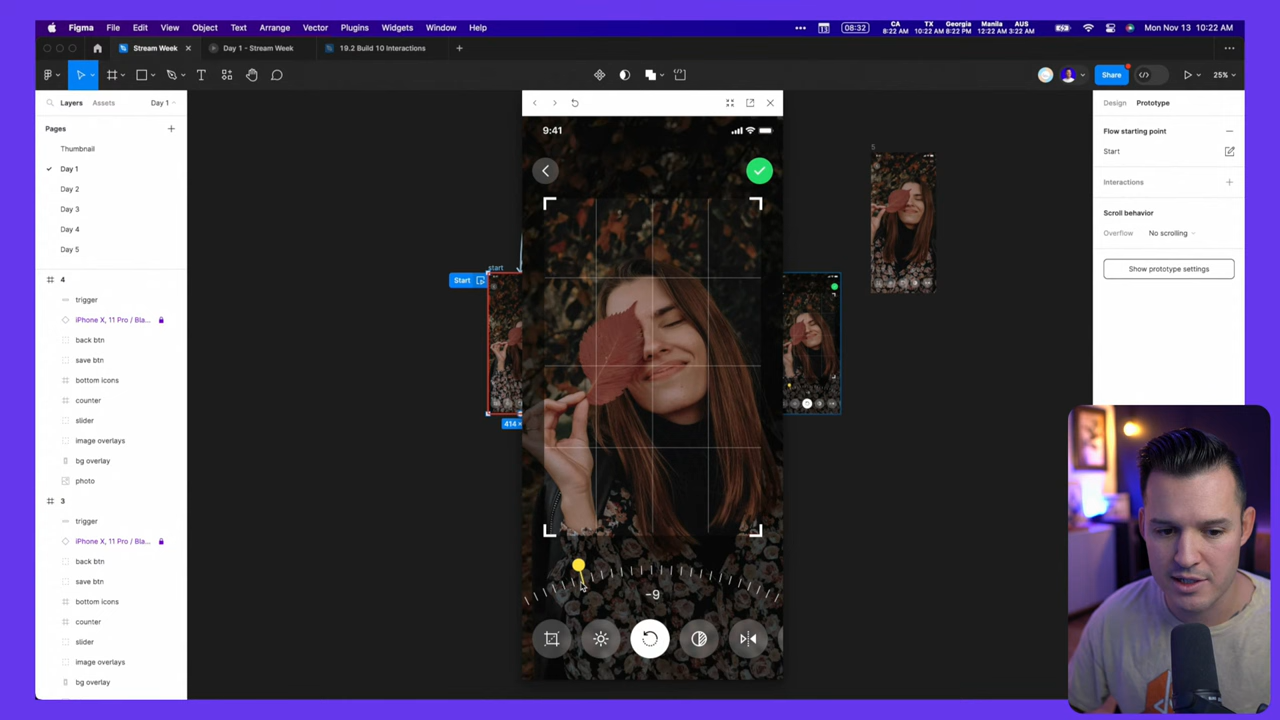 Figma File Edit View Object Text Arrange Vector Plugins Widgets Window Help
08:32
CA TX Georgia Manila AUS
8:22 AM 10:22 AM 8:22 PM 12:22 AM 3:22 AM
Mon Nov 13 10:22 AM
Stream Week
Day 1 - Stream Week
19.2 Build 10 Interactions
Share
25%
Layers Assets Day 1
Pages
Thumbnail
Day 1
Day 2
Day 3
Day 4
Day 5
4
trigger
iPhone X, 11 Pro / Bla...
back btn
save btn
bottom icons
counter
slider
image overlays
bg overlay
photo
3
trigger
iPhone X, 11 Pro / Bla...
back btn
save btn
bottom icons
counter
slider
image overlays
bg overlay
start
Start
414 ×
9:41
-9
5
Design Prototype
Flow starting point
Start
Interactions
Scroll behavior
Overflow No scrolling
Show prototype settings